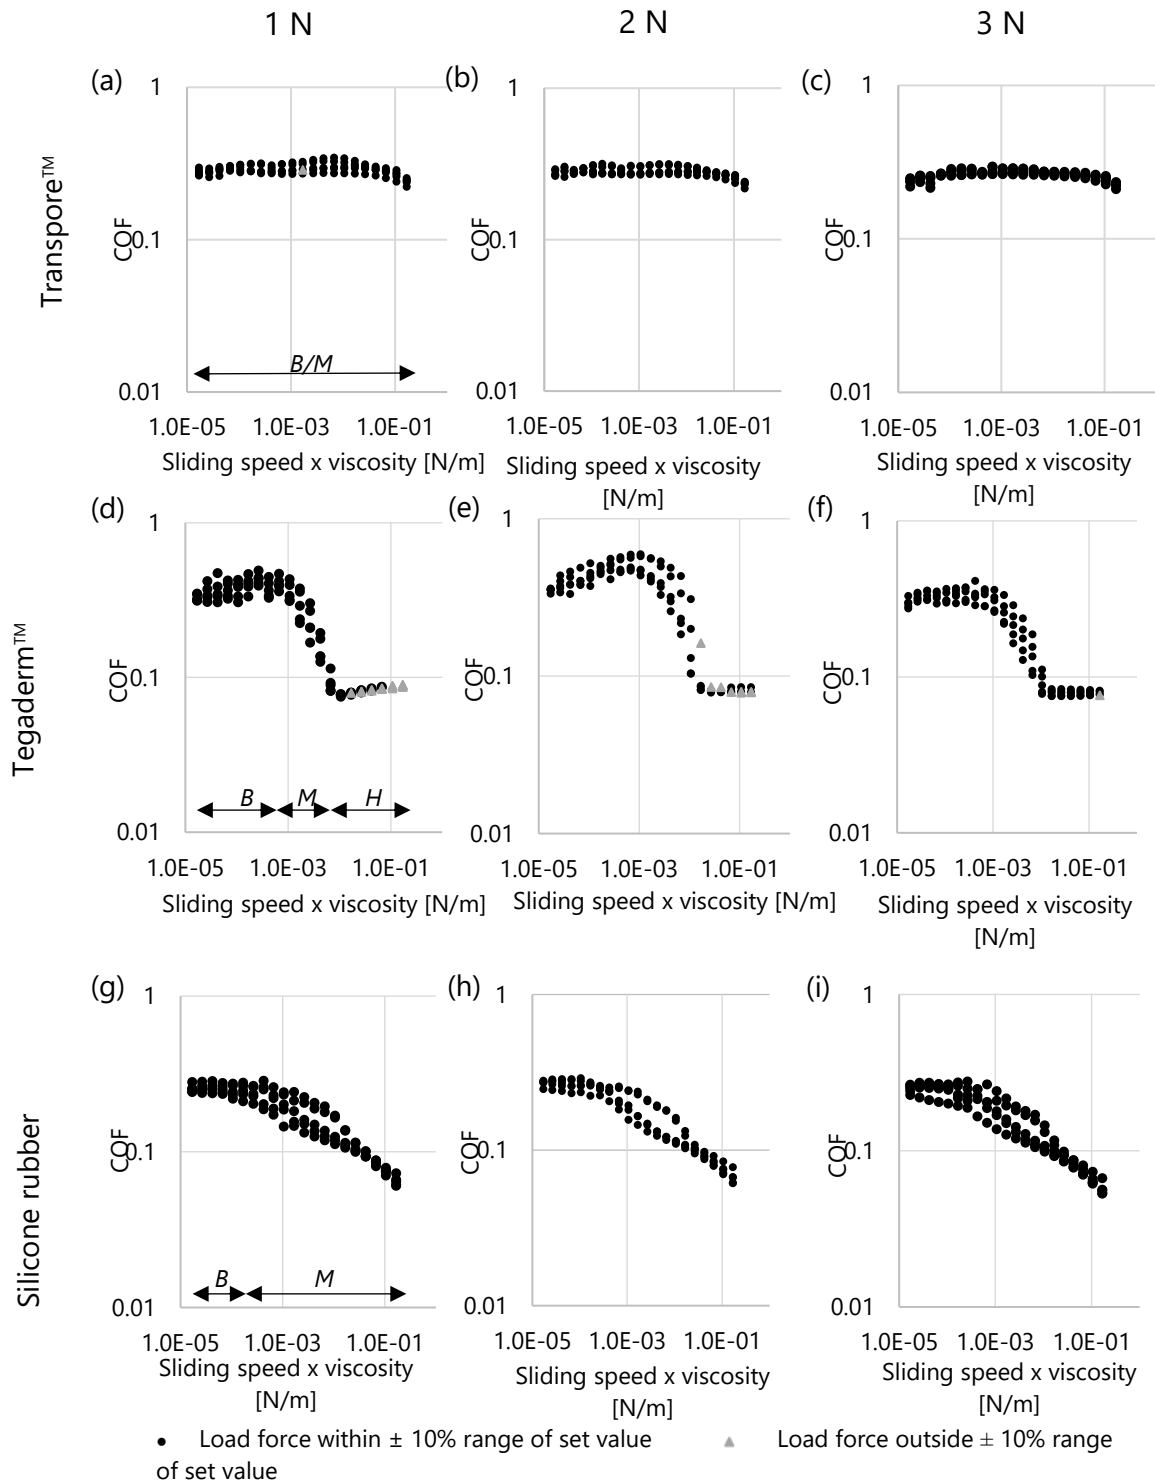 1 N
2 N
3 N
Transpore™
(a)
1
COF
0.1
B/M
0.01
1.0E-05 1.0E-03 1.0E-01
Sliding speed x viscosity [N/m]
(b)
1
COF
0.1
0.01
1.0E-05 1.0E-03 1.0E-01
Sliding speed x viscosity
[N/m]
(c)
1
COF
0.1
0.01
1.0E-05 1.0E-03 1.0E-01
Sliding speed x viscosity
[N/m]
Tegaderm™
(d)
1
COF
0.1
B M H
0.01
1.0E-05 1.0E-03 1.0E-01
Sliding speed x viscosity [N/m]
(e)
1
COF
0.1
0.01
1.0E-05 1.0E-03 1.0E-01
Sliding speed x viscosity [N/m]
(f)
1
COF
0.1
0.01
1.0E-05 1.0E-03 1.0E-01
Sliding speed x viscosity
[N/m]
Silicone rubber
(g)
1
COF
0.1
B M
0.01
1.0E-05 1.0E-03 1.0E-01
Sliding speed x viscosity
[N/m]
(h)
1
COF
0.1
0.01
1.0E-05 1.0E-03 1.0E-01
Sliding speed x viscosity
[N/m]
(i)
1
COF
0.1
0.01
1.0E-05 1.0E-03 1.0E-01
Sliding speed x viscosity
[N/m]
• Load force within ± 10% range of set value ▲ Load force outside ± 10% range
of set value